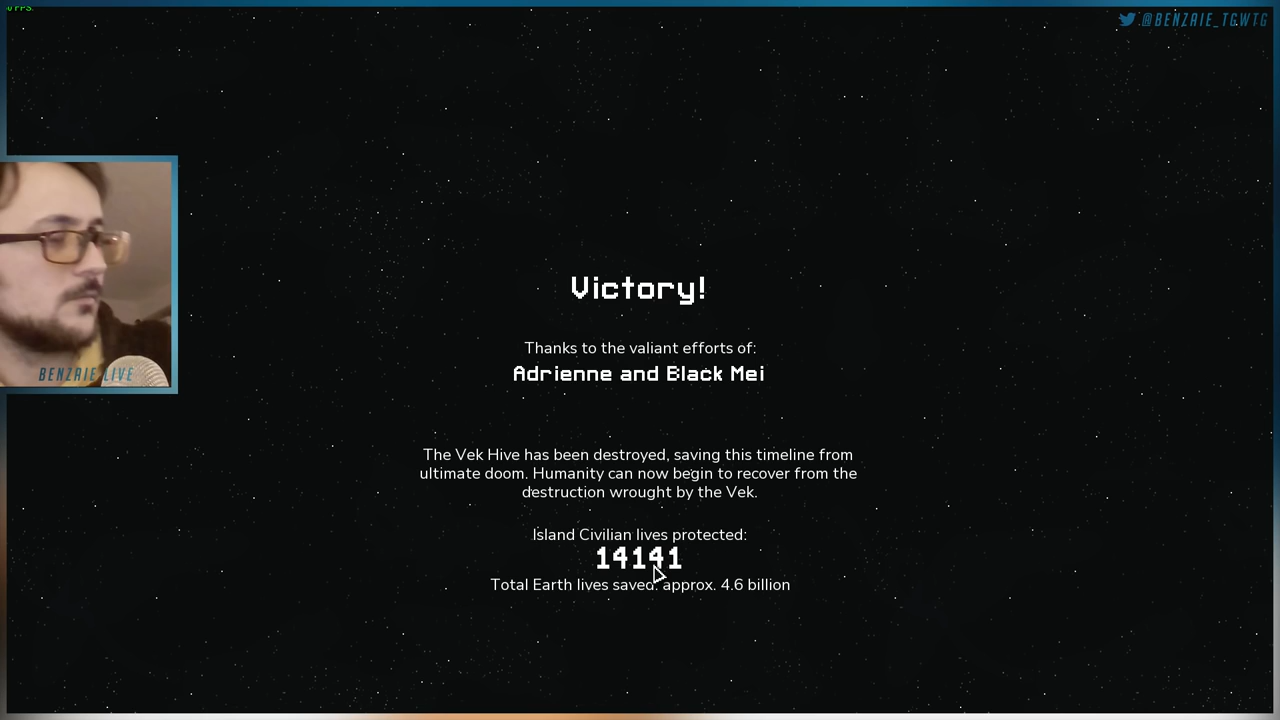 @BENZAIE_TGWTG
Victory!
Thanks to the valiant efforts of:
Adrienne and Black Mei
BENZAIE LIVE
The Vek Hive has been destroyed, saving this timeline from
ultimate doom. Humanity can now begin to recover from the
destruction wrought by the Vek.
Island Civilian lives protected:
14141
Total Earth lives saved: approx. 4.6 billion